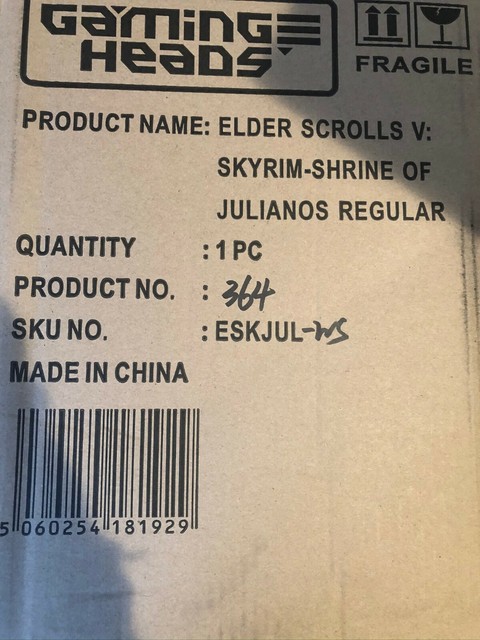 GAMING HEADS
FRAGILE
PRODUCT NAME: ELDER SCROLLS V:
SKYRIM-SHRINE OF
JULIANOS REGULAR
QUANTITY : 1 PC
PRODUCT NO. : 364
SKU NO. : ESKJUL-WS
MADE IN CHINA
5 060254 181929